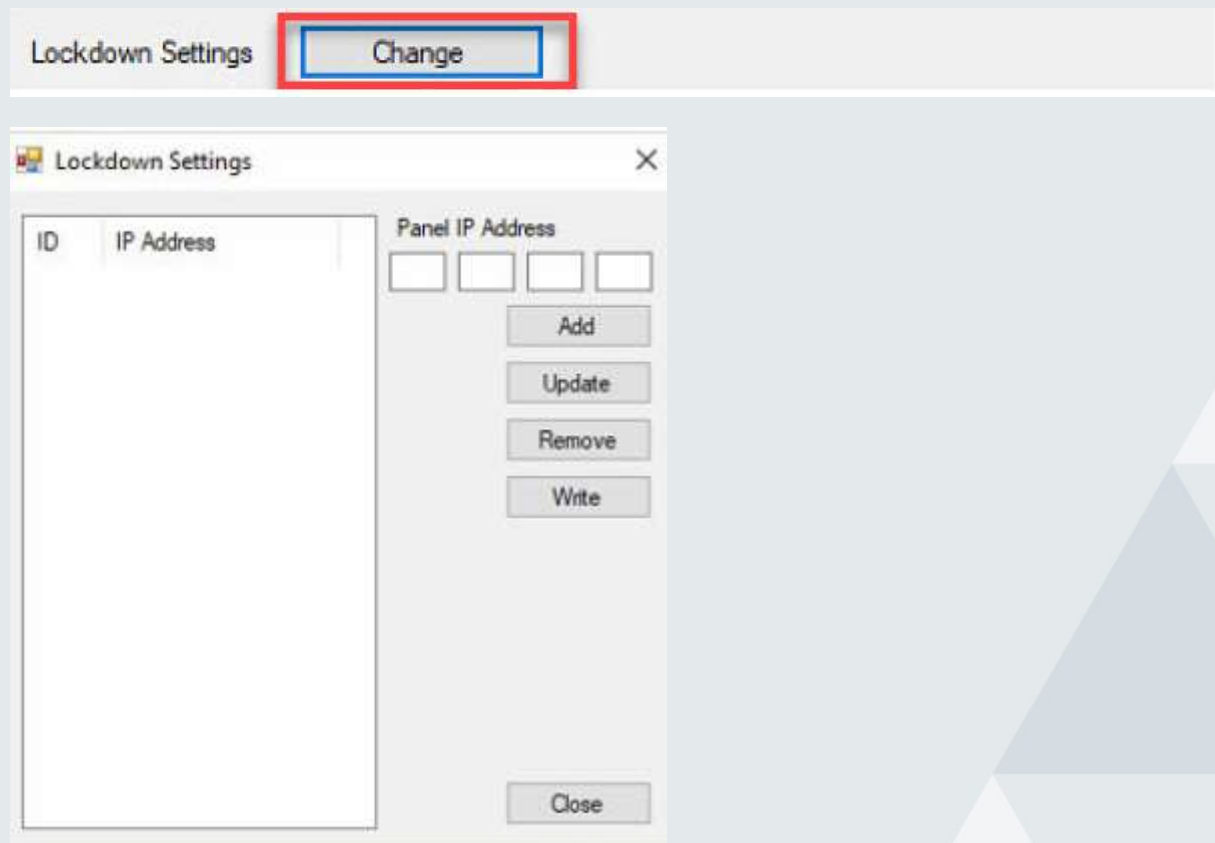 Lockdown Settings Change
Lockdown Settings
ID IP Address
Panel IP Address
Add
Update
Remove
Write
Close